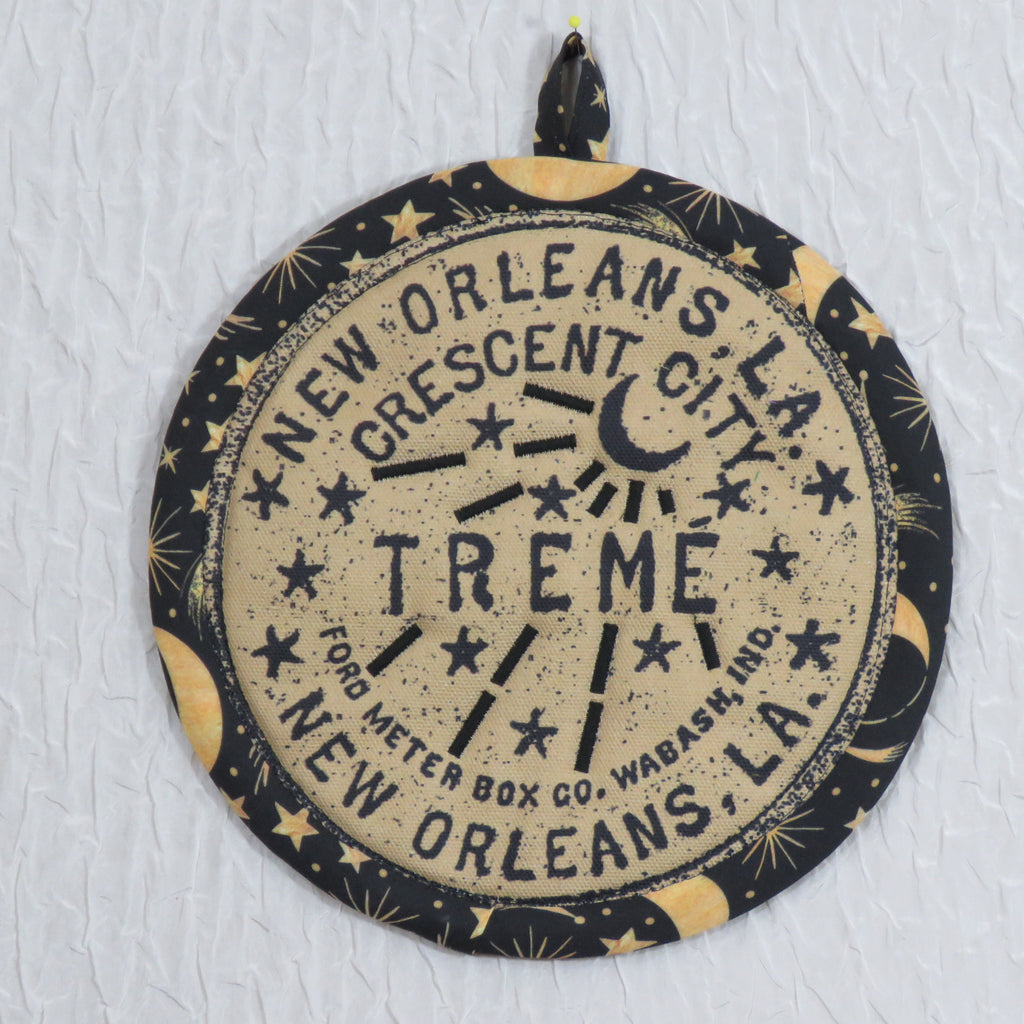 NEW ORLEANS, LA.
CRESCENT CITY
TREMÉ
FORD METER BOX CO. WABASH, IND.
NEW ORLEANS, LA.